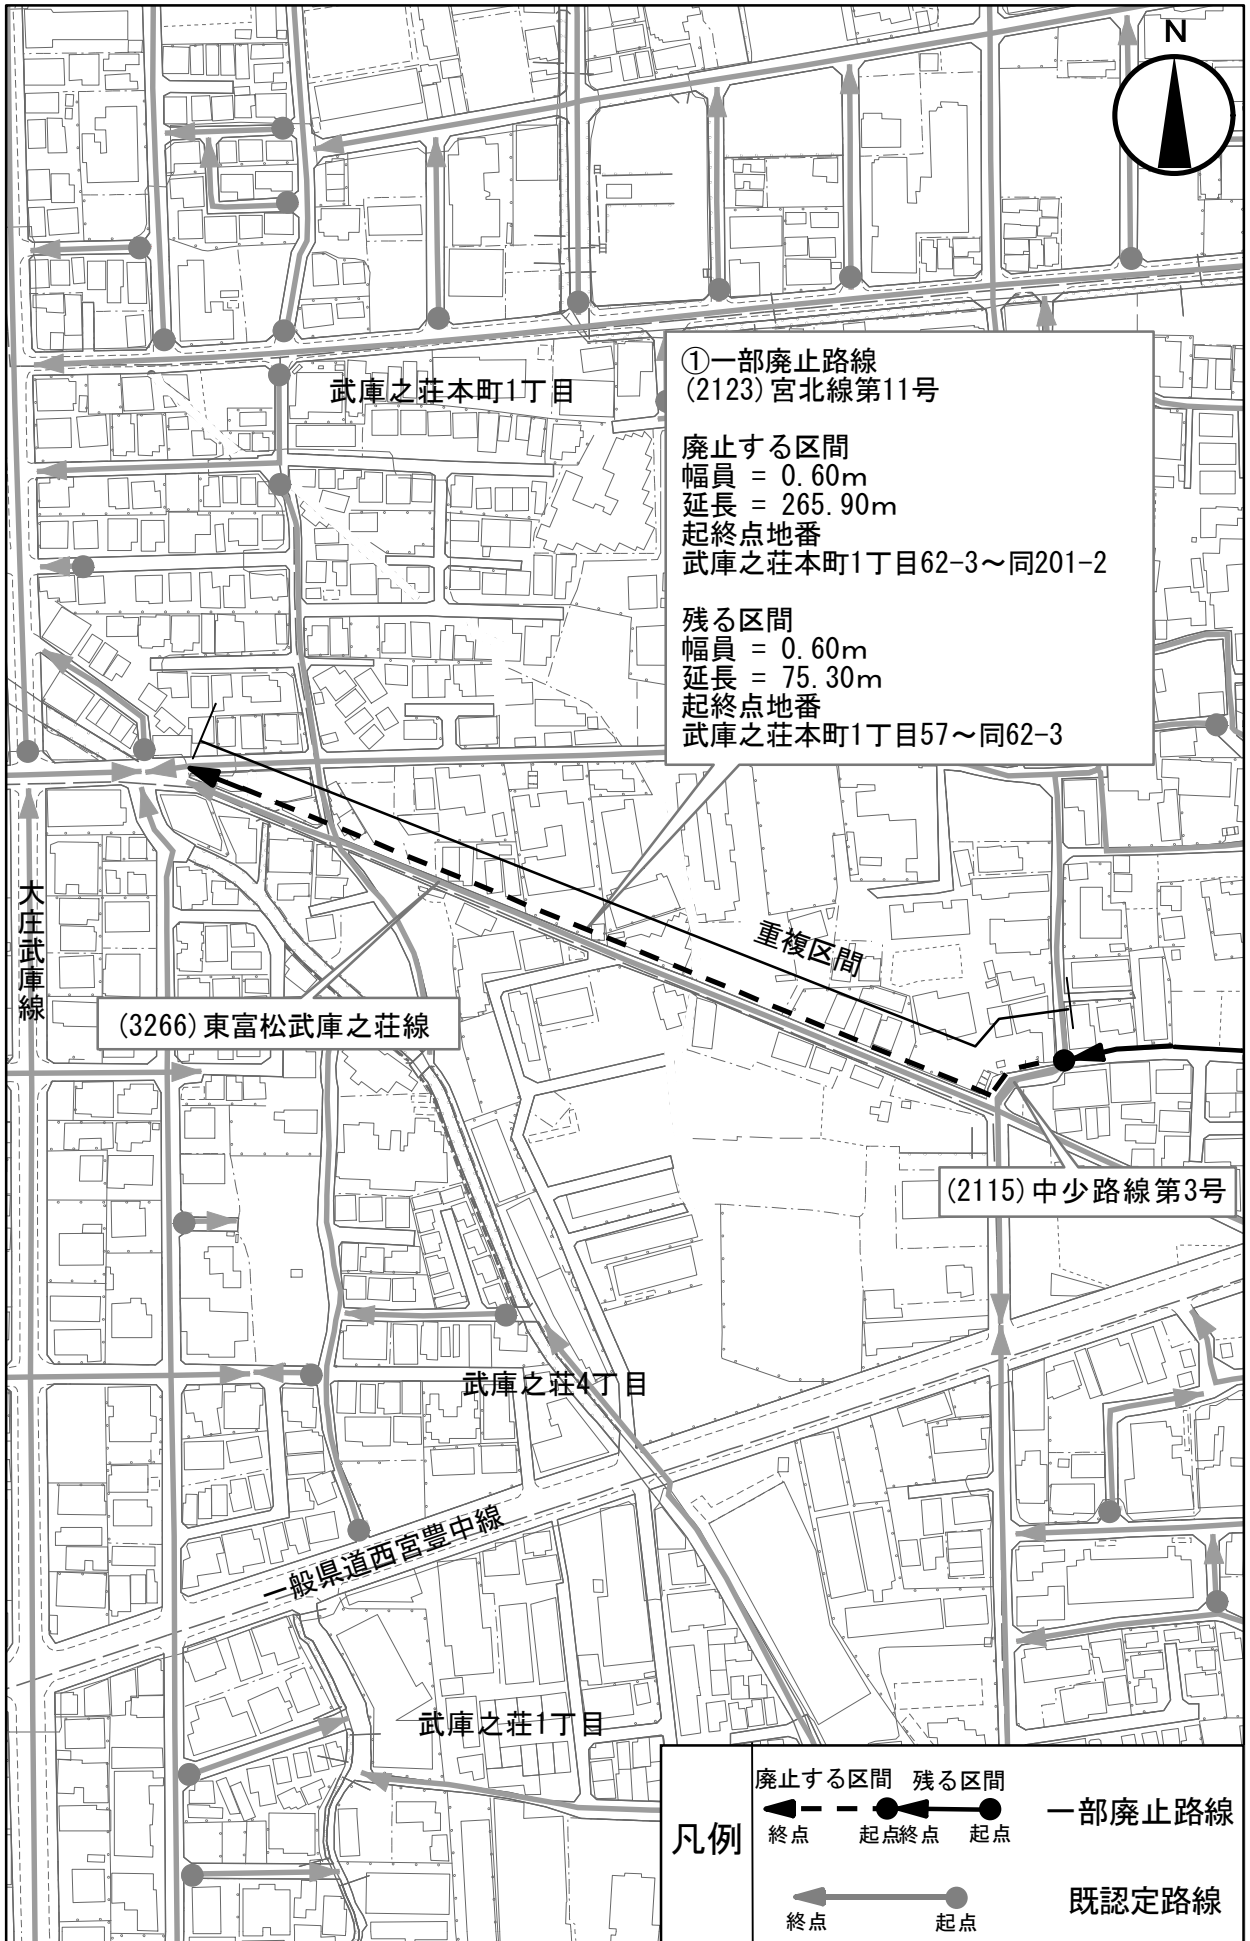 N
①一部廃止路線
(2123)宮北線第11号
廃止する区間
幅員 = 0.60m
延長 = 265.90m
起終点地番
武庫之荘本町1丁目62-3～同201-2
残る区間
幅員 = 0.60m
延長 = 75.30m
起終点地番
武庫之荘本町1丁目57～同62-3
武庫之荘本町1丁目
重複区間
大庄武庫線
(3266)東富松武庫之荘線
(2115)中少路線第3号
武庫之荘4丁目
一般県道西宮豊中線
武庫之荘1丁目
凡例
廃止する区間 残る区間
終点 起点終点 起点
一部廃止路線
終点 起点
既認定路線